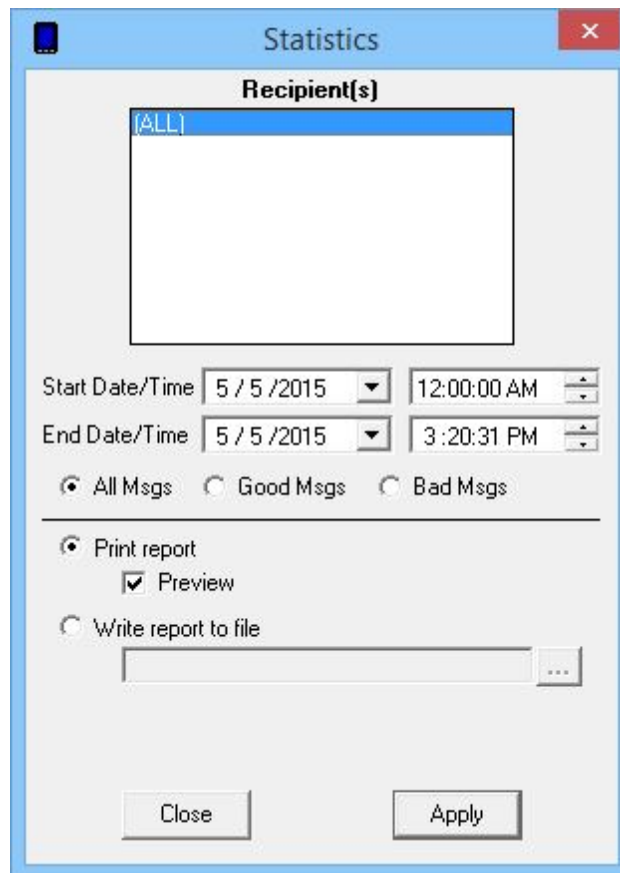 Statistics
Recipient(s)
(ALL)
Start Date/Time 5 / 5 /2015 12:00:00 AM
End Date/Time 5 / 5 /2015 3 :20:31 PM
All Msgs Good Msgs Bad Msgs
Print report
Preview
Write report to file
...
Close Apply